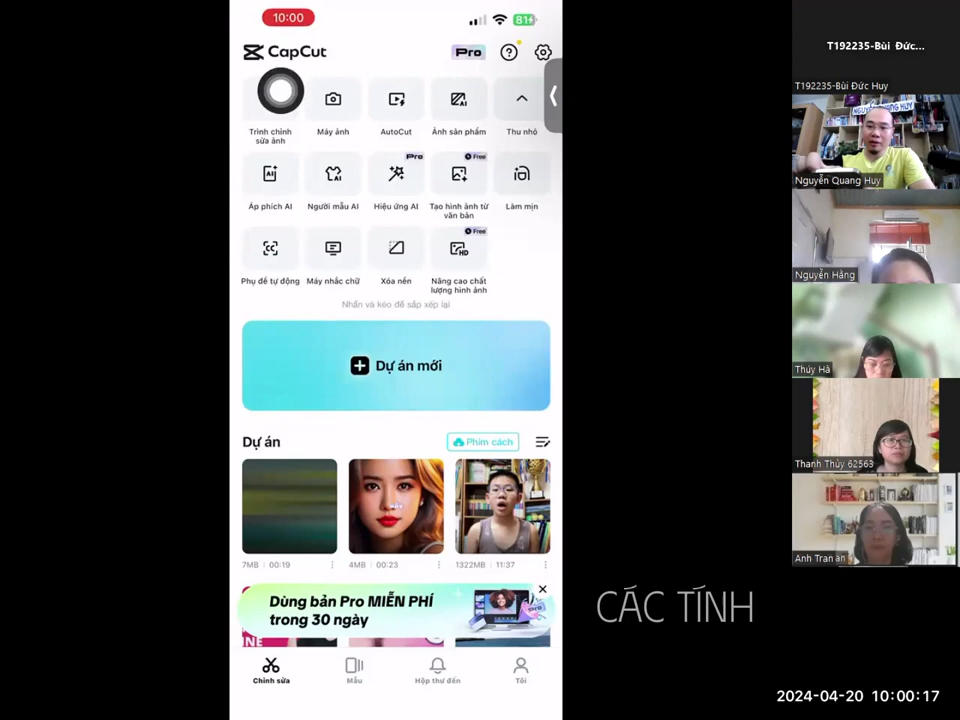 10:00
81
CapCut
Pro
Trình chỉnh sửa ảnh
Máy ảnh
AutoCut
Ảnh sản phẩm
Thu nhỏ
Áp phích AI
Người mẫu AI
Pro
Hiệu ứng AI
Free
Tạo hình ảnh từ văn bản
Làm mịn
Phụ đề tự động
Máy nhắc chữ
Xóa nền
Free
Nâng cao chất lượng hình ảnh
Nhấn và kéo để sắp xếp lại
Dự án mới
Dự án
Phim cách
7MB | 00:19
4MB | 00:23
1322MB | 11:37
Dùng bản Pro MIỄN PHÍ
trong 30 ngày
Chỉnh sửa
Mẫu
Hộp thư đến
Tôi
CÁC TÍNH
T192235-Bùi Đức...
T192235-Bùi Đức Huy
NGUYỄN QUANG HUY
Nguyễn Quang Huy
Nguyễn Hằng
Thúy Hà
Thanh Thủy 62563
Anh Tran an
2024-04-20 10:00:17